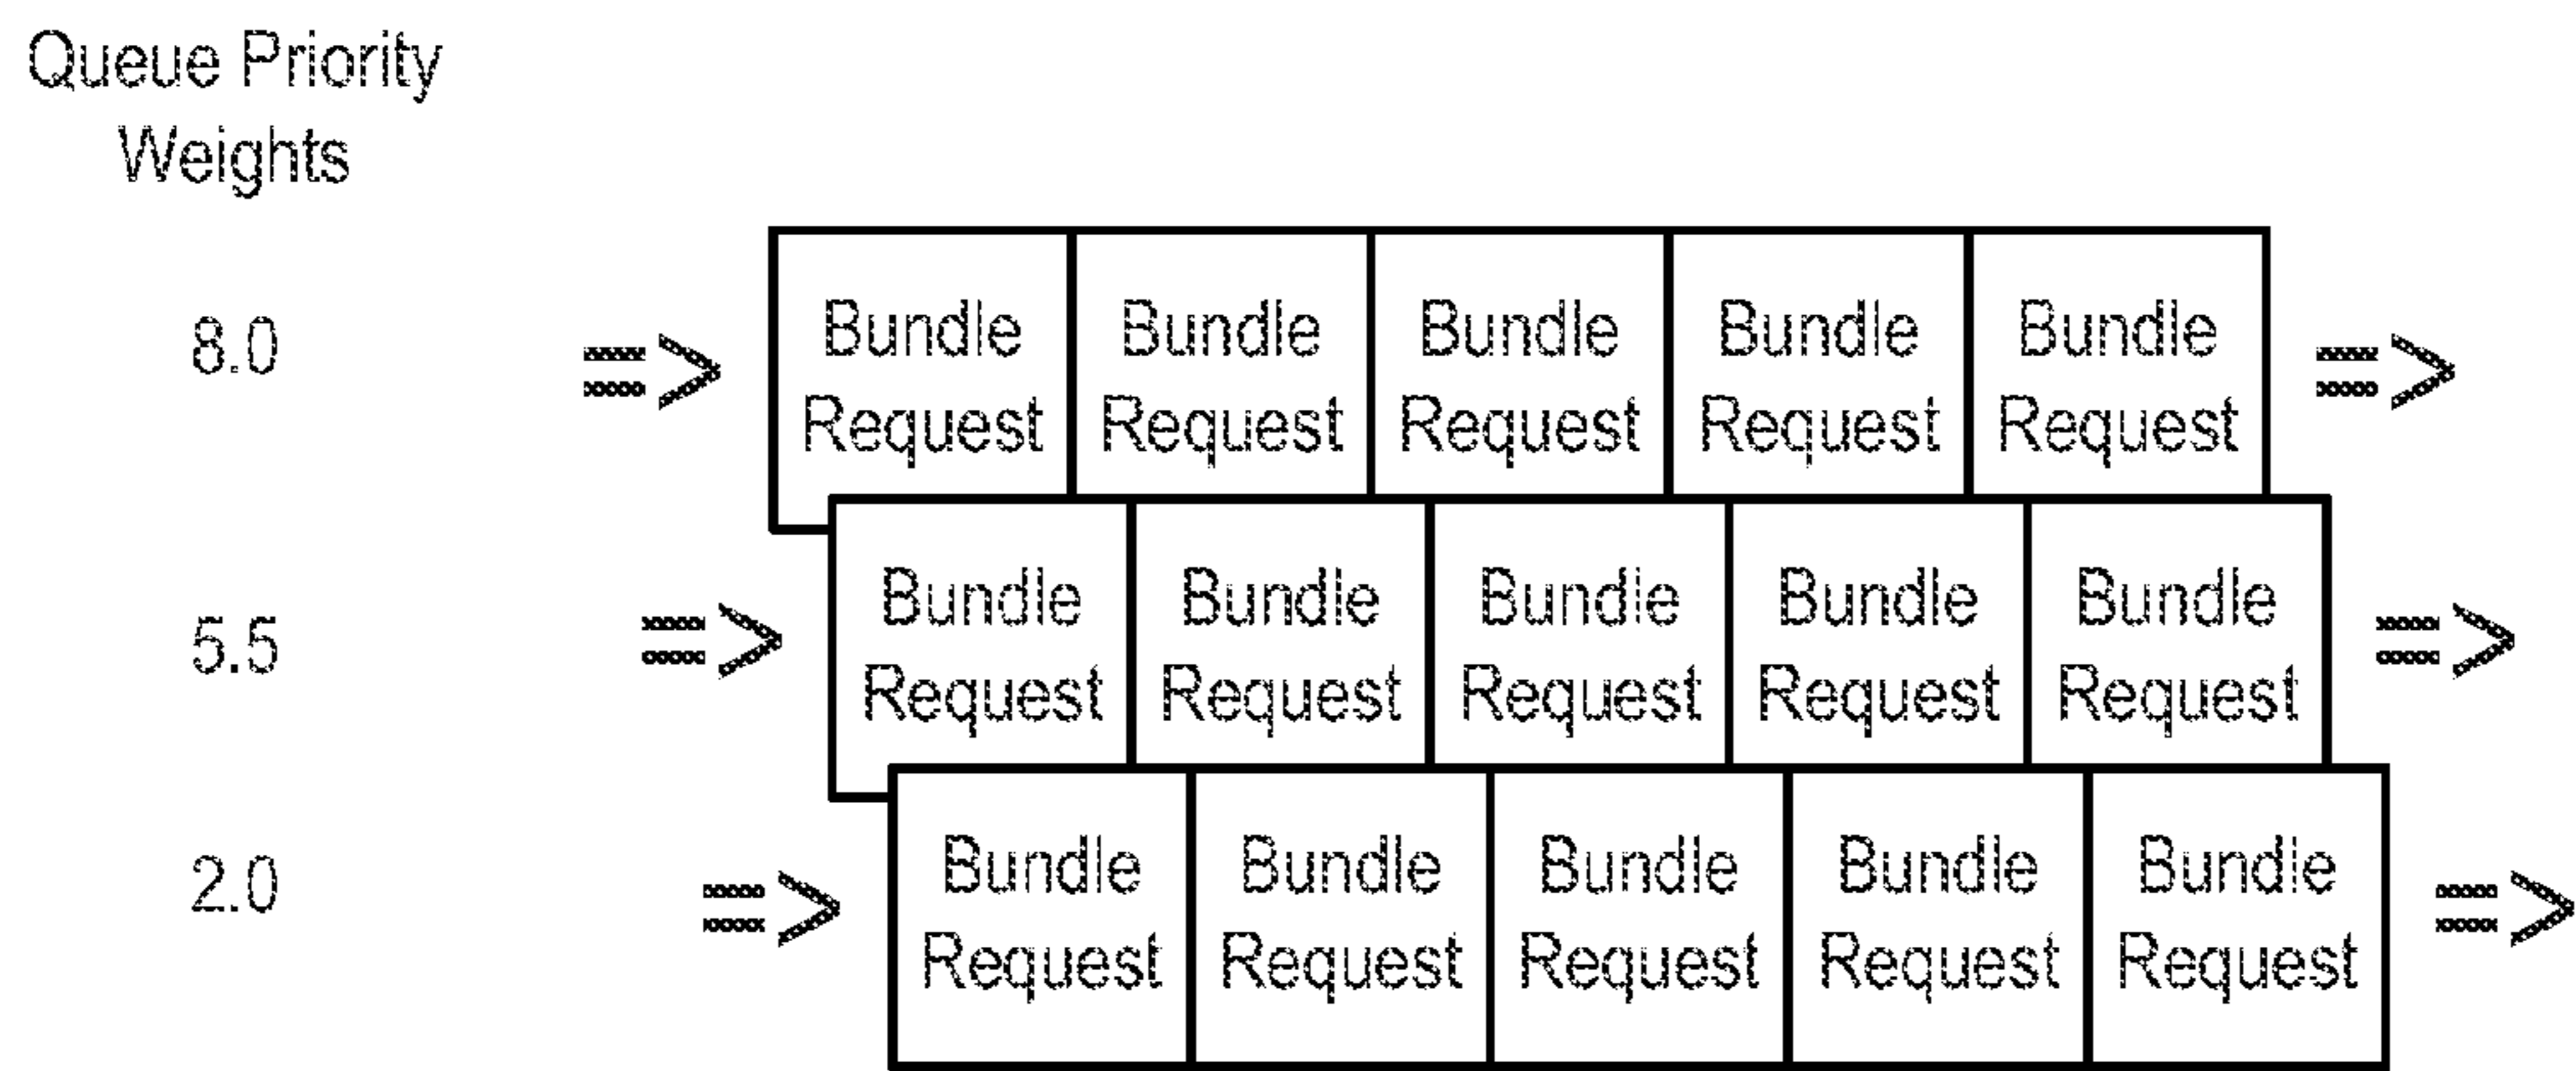 Queue Priority
Weights
8.0 => Bundle Bundle Bundle Bundle Bundle =>
Request Request Request Request Request
5.5 => Bundle Bundle Bundle Bundle Bundle =>
Request Request Request Request Request
2.0 => Bundle Bundle Bundle Bundle Bundle =>
Request Request Request Request Request